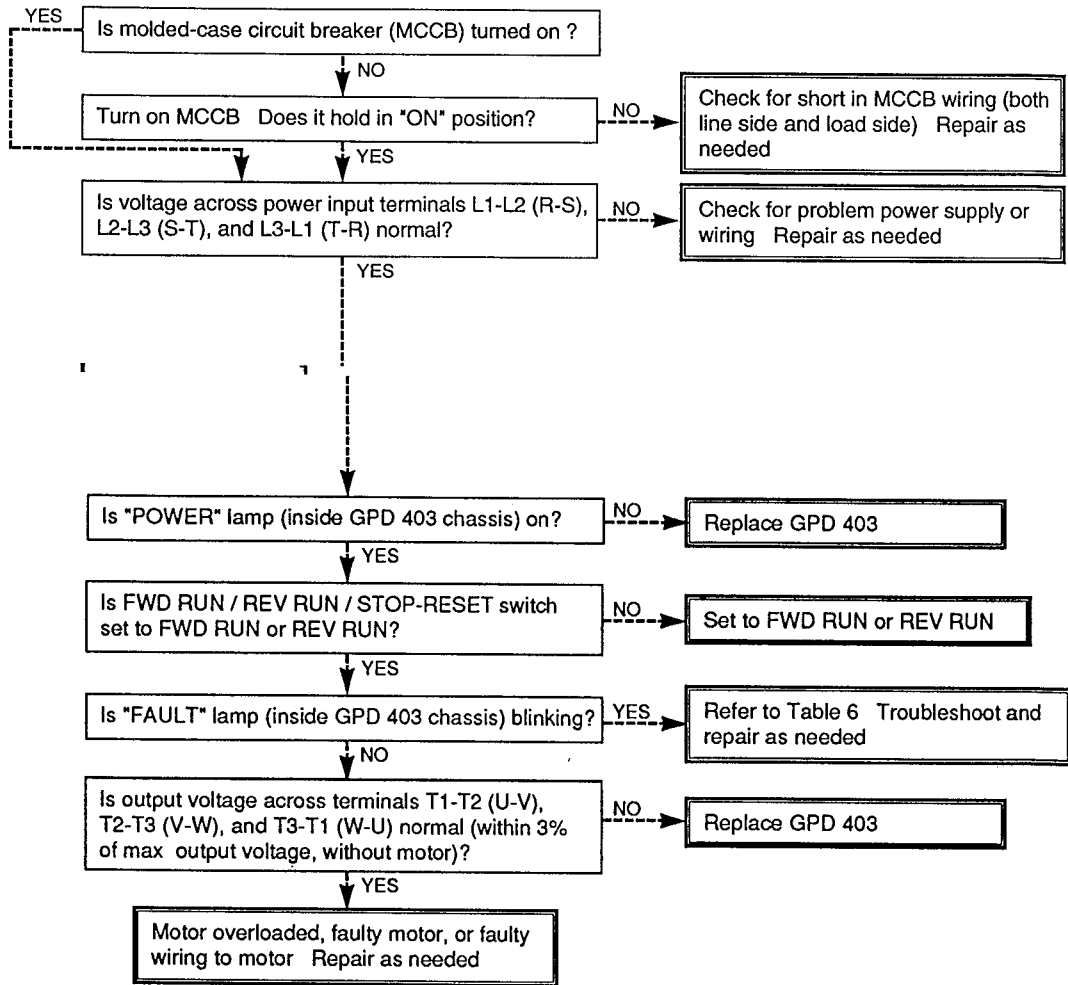 YES
Is molded-case circuit breaker (MCCB) turned on ?
NO
Turn on MCCB Does it hold in "ON" position?
NO
Check for short in MCCB wiring (both
line side and load side) Repair as
needed
YES
Is voltage across power input terminals L1-L2 (R-S),
L2-L3 (S-T), and L3-L1 (T-R) normal?
NO
Check for problem power supply or
wiring Repair as needed
YES
Is "POWER" lamp (inside GPD 403 chassis) on?
NO
Replace GPD 403
YES
Is FWD RUN / REV RUN / STOP-RESET switch
set to FWD RUN or REV RUN?
NO
Set to FWD RUN or REV RUN
YES
Is "FAULT" lamp (inside GPD 403 chassis) blinking?
YES
Refer to Table 6 Troubleshoot and
repair as needed
NO
Is output voltage across terminals T1-T2 (U-V),
T2-T3 (V-W), and T3-T1 (W-U) normal (within 3%
of max output voltage, without motor)?
NO
Replace GPD 403
YES
Motor overloaded, faulty motor, or faulty
wiring to motor Repair as needed